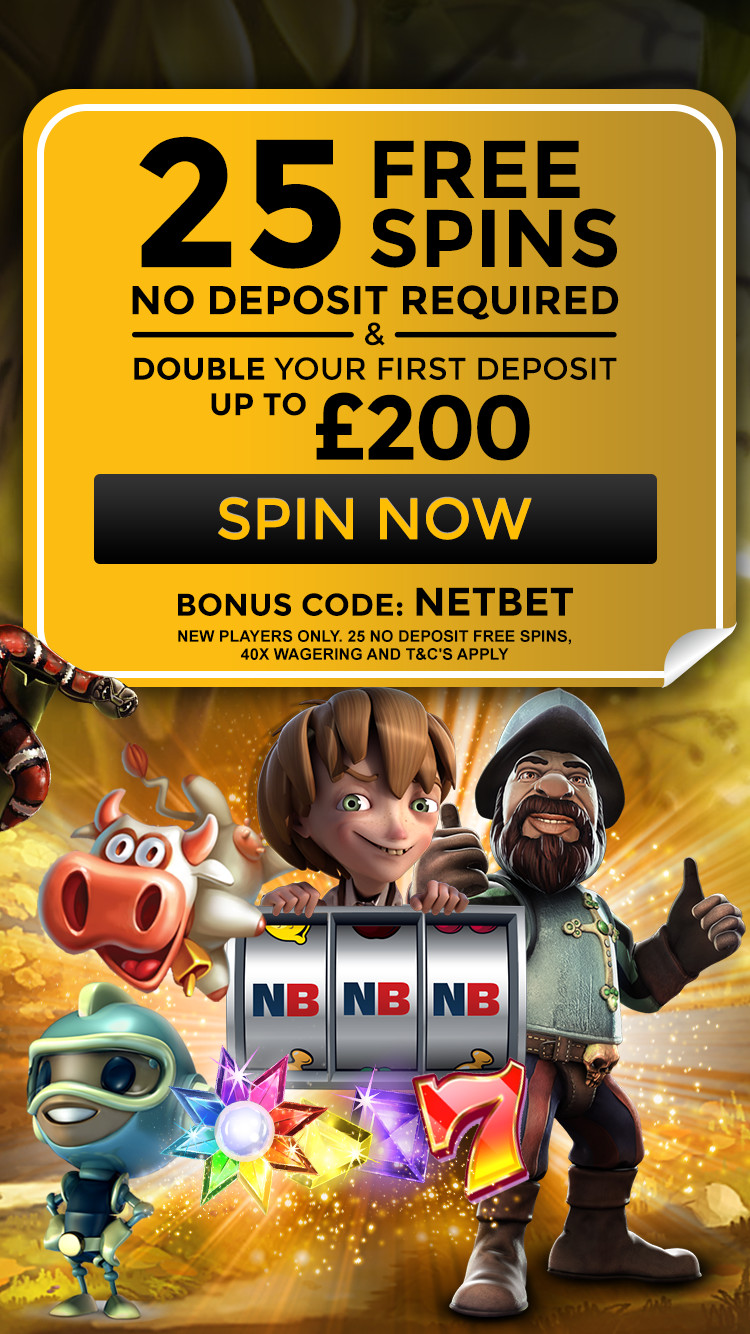 25 FREE
SPINS
NO DEPOSIT REQUIRED
&
DOUBLE YOUR FIRST DEPOSIT
UP TO £200
SPIN NOW
BONUS CODE: NETBET
NEW PLAYERS ONLY. 25 NO DEPOSIT FREE SPINS,
40X WAGERING AND T&C'S APPLY
NB NB NB
7